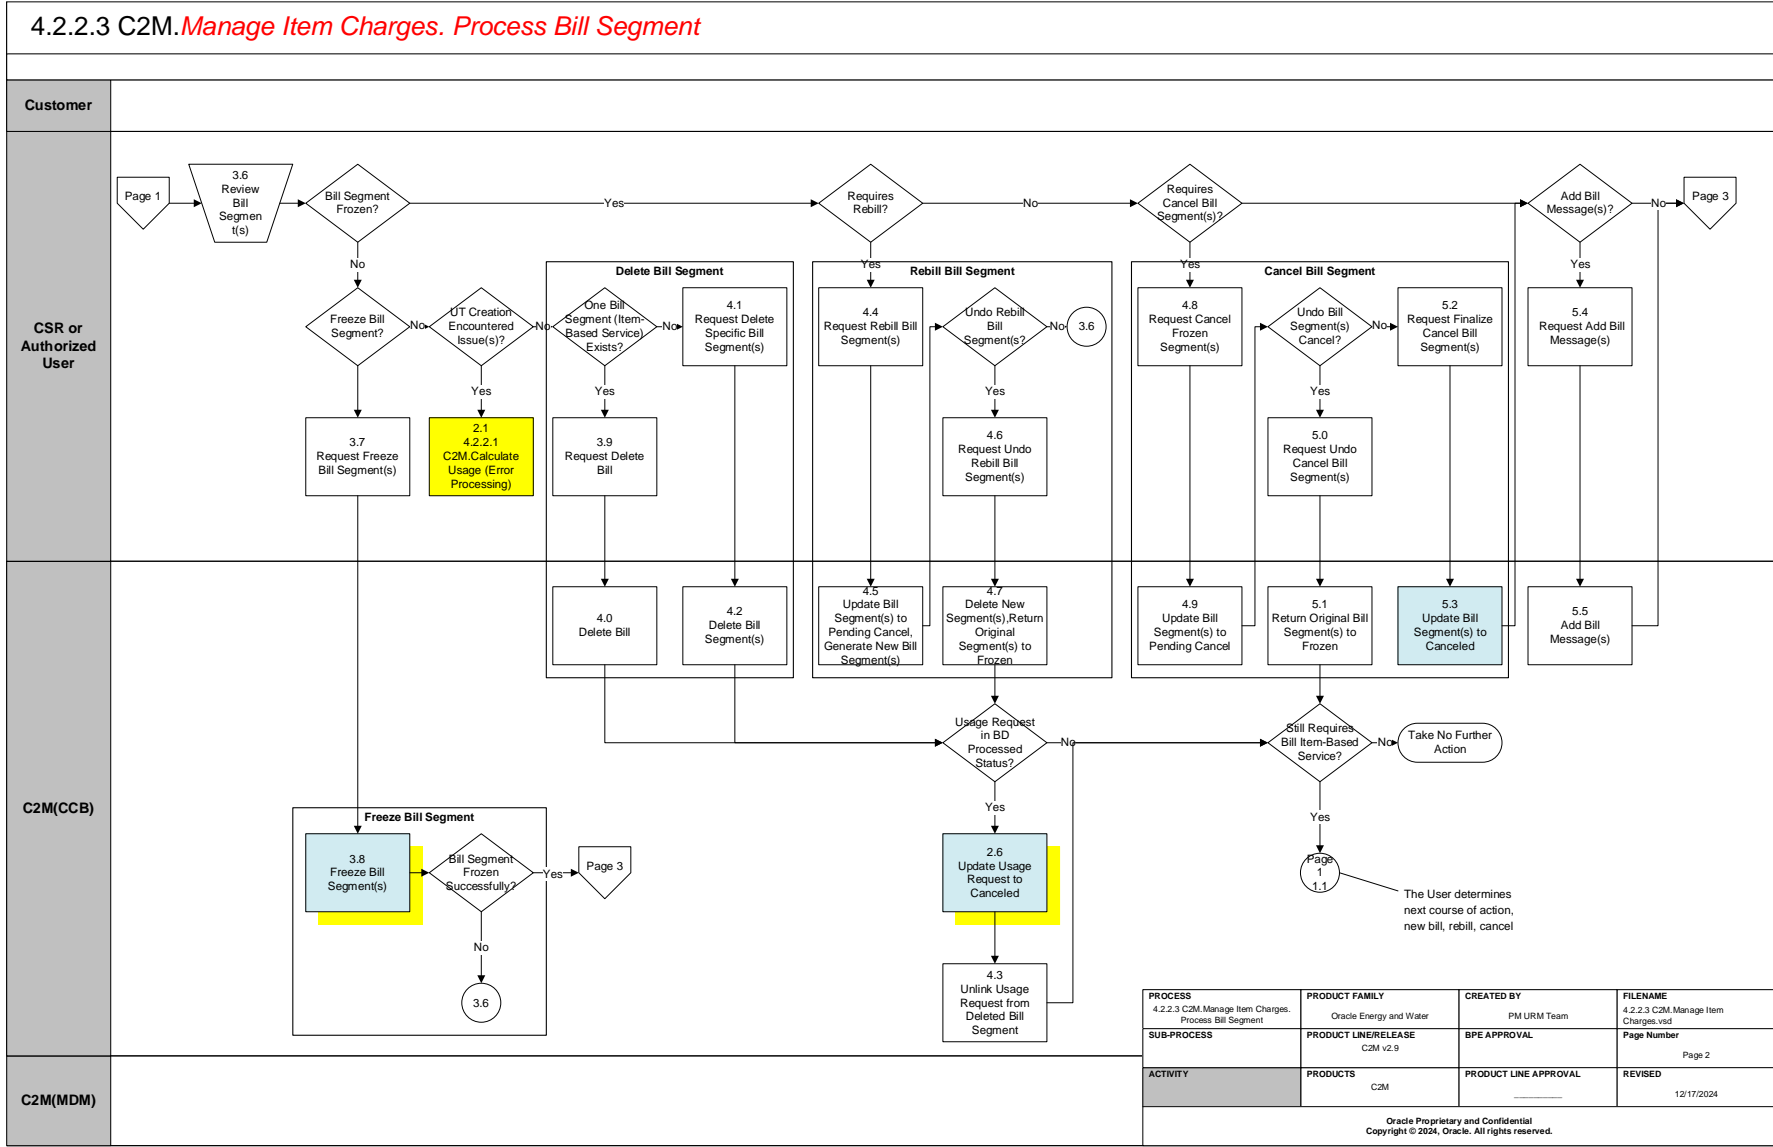 4.2.2.3 C2M.Manage Item Charges. Process Bill Segment
Customer
CSR or
Authorized
User
Page 1
3.6
Review
Bill
Segmen
t(s)
Bill Segment
Frozen?
Yes
Requires
Rebill?
No
Requires
Cancel Bill
Segment(s)?
Add Bill
Message(s)?
No
Page 3
No
Yes
Yes
Yes
Delete Bill Segment
Rebill Bill Segment
Cancel Bill Segment
Freeze Bill
Segment?
No
UT Creation
Encountered
Issue(s)?
No
One Bill
Segment (Item-
Based Service)
Exists?
No
4.1
Request Delete
Specific Bill
Segment(s)
4.4
Request Rebill Bill
Segment(s)
Undo Rebill
Bill
Segment(s)?
No
3.6
4.8
Request Cancel
Frozen
Segment(s)
Undo Bill
Segment(s)
Cancel?
No
5.2
Request Finalize
Cancel Bill
Segment(s)
5.4
Request Add Bill
Message(s)
Yes
Yes
Yes
Yes
3.7
Request Freeze
Bill Segment(s)
2.1
4.2.2.1
C2M.Calculate
Usage (Error
Processing)
3.9
Request Delete
Bill
4.6
Request Undo
Rebill Bill
Segment(s)
5.0
Request Undo
Cancel Bill
Segment(s)
C2M(CCB)
4.0
Delete Bill
4.2
Delete Bill
Segment(s)
4.5
Update Bill
Segment(s) to
Pending Cancel,
Generate New Bill
Segment(s)
4.7
Delete New
Segment(s),Return
Original
Segment(s) to
Frozen
4.9
Update Bill
Segment(s) to
Pending Cancel
5.1
Return Original Bill
Segment(s) to
Frozen
5.3
Update Bill
Segment(s) to
Canceled
5.5
Add Bill
Message(s)
Usage Request
in BD
Processed
Status?
No
Still Requires
Bill Item-Based
Service?
No
Take No Further
Action
Yes
Yes
Freeze Bill Segment
3.8
Freeze Bill
Segment(s)
Bill Segment
Frozen
Successfully?
Yes
Page 3
No
3.6
2.6
Update Usage
Request to
Canceled
4.3
Unlink Usage
Request from
Deleted Bill
Segment
Page
1
1.1
The User determines
next course of action,
new bill, rebill, cancel
C2M(MDM)
PROCESS
4.2.2.3 C2M.Manage Item Charges.
Process Bill Segment
PRODUCT FAMILY
Oracle Energy and Water
CREATED BY
PM URM Team
FILENAME
4.2.2.3 C2M.Manage Item
Charges.vsd
SUB-PROCESS
PRODUCT LINE/RELEASE
C2M v2.9
BPE APPROVAL
Page Number
Page 2
ACTIVITY
PRODUCTS
C2M
PRODUCT LINE APPROVAL
___________
REVISED
12/17/2024
Oracle Proprietary and Confidential
Copyright © 2024, Oracle. All rights reserved.